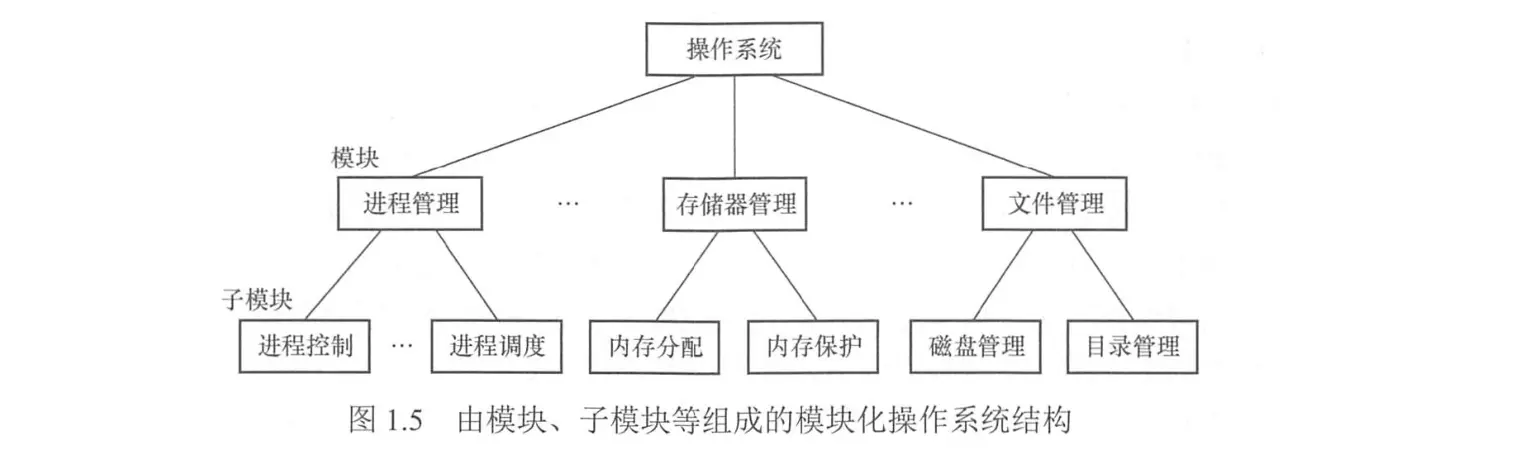 操作系统
模块
进程管理 … 存储器管理 … 文件管理
子模块
进程控制 … 进程调度 内存分配 内存保护 磁盘管理 目录管理
图 1.5 由模块、子模块等组成的模块化操作系统结构